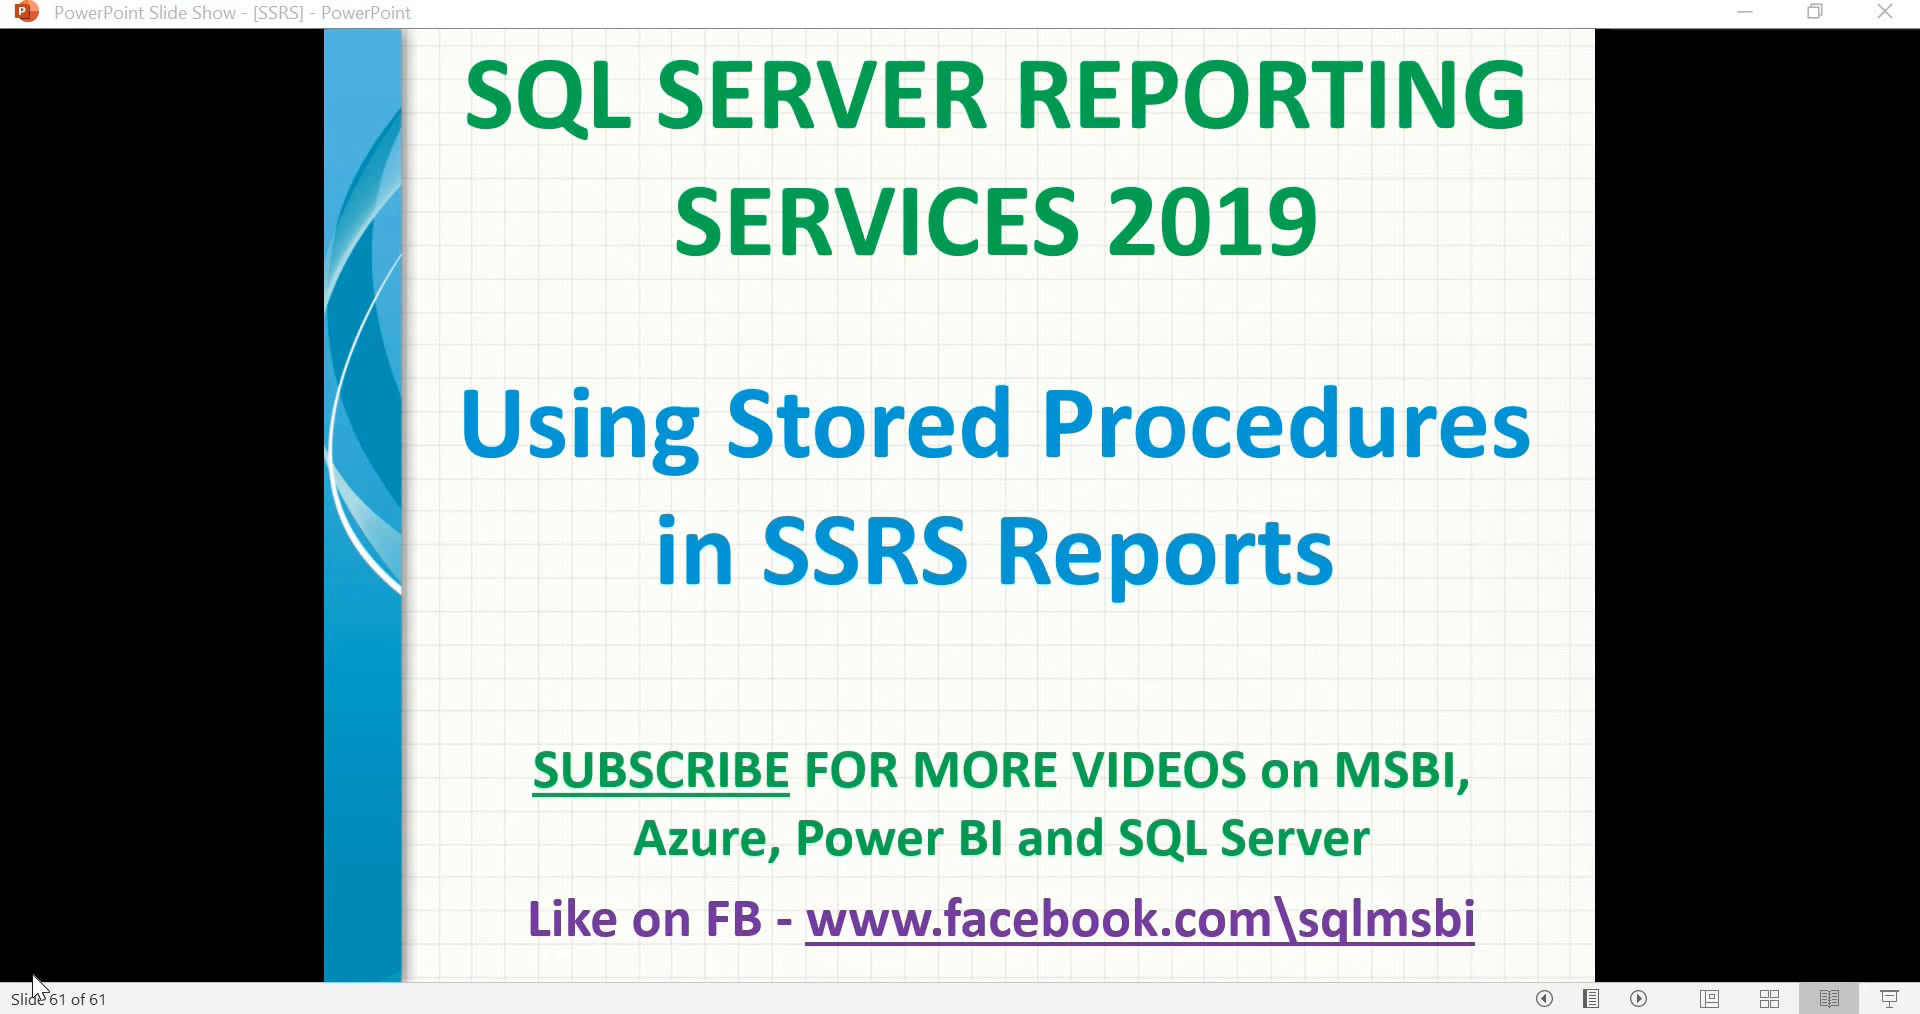 PowerPoint Slide Show - [SSRS] - PowerPoint
SQL SERVER REPORTING
SERVICES 2019
Using Stored Procedures
in SSRS Reports
SUBSCRIBE FOR MORE VIDEOS on MSBI,
Azure, Power BI and SQL Server
Like on FB - www.facebook.com\sqlmsbi
Slide 61 of 61